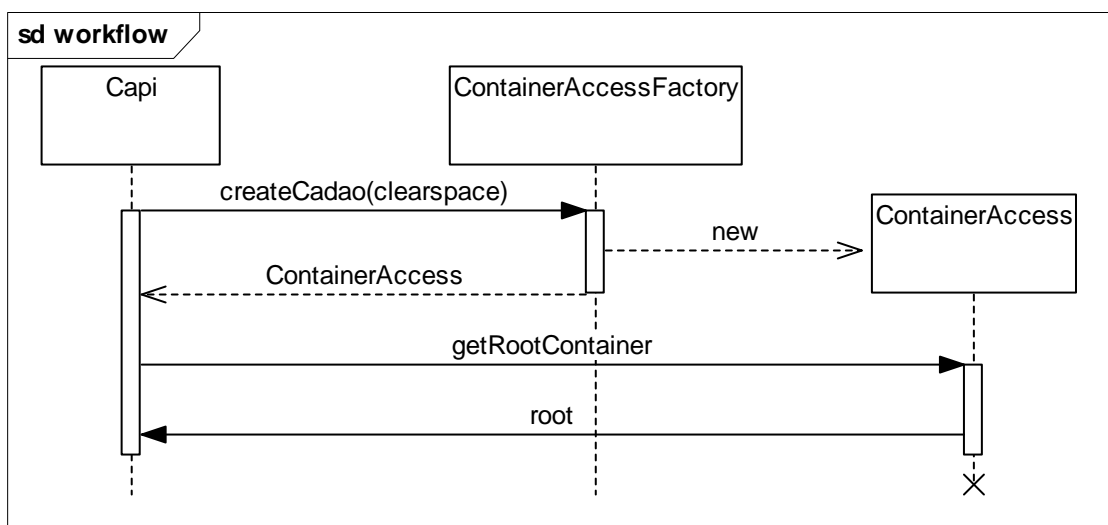 sd workflow
Capi
ContainerAccessFactory
createCadao(clearspace)
ContainerAccess
new
ContainerAccess
getRootContainer
root